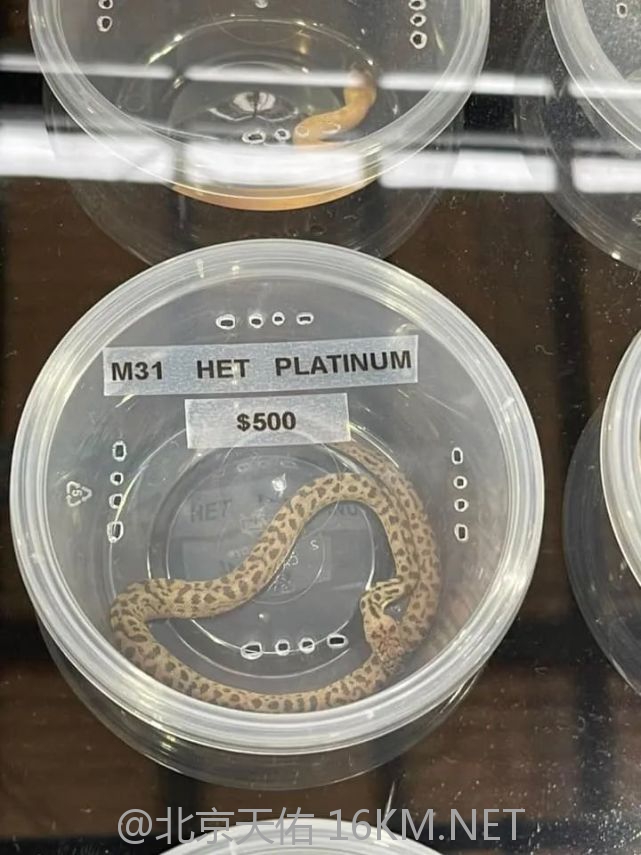 M31 HET PLATINUM
$500
@北京天佑 16KM.NET